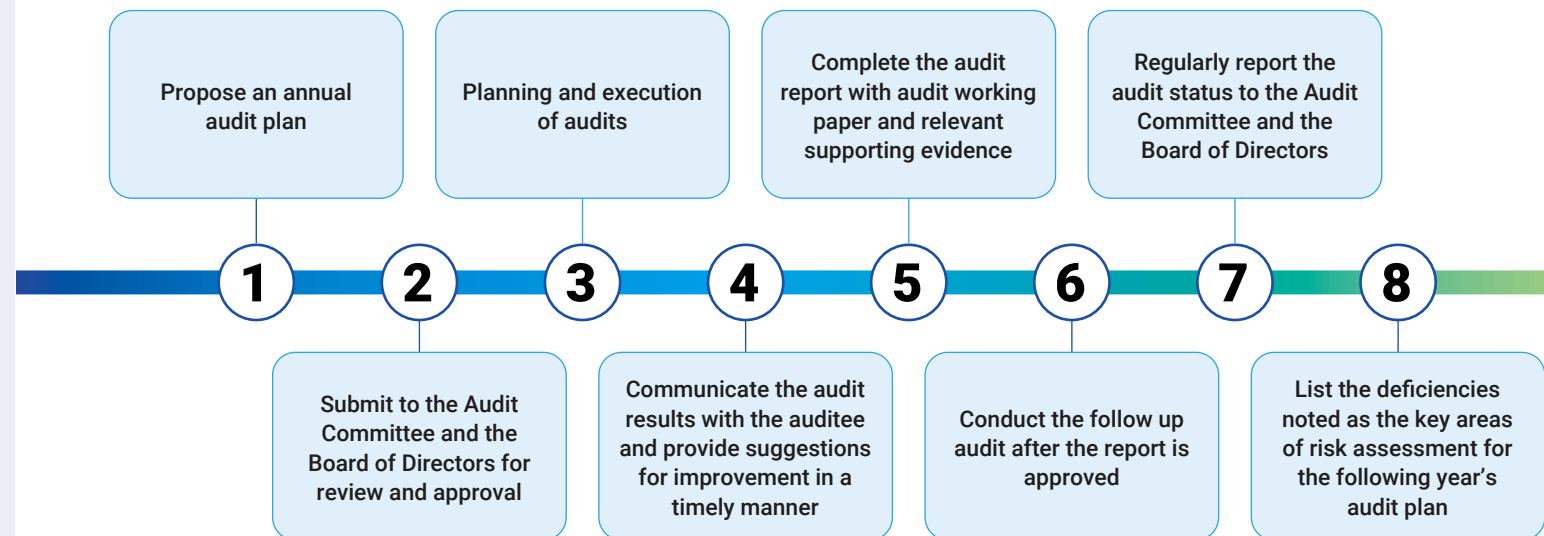 Propose an annual
audit plan
Planning and execution
of audits
Complete the audit
report with audit working
paper and relevant
supporting evidence
Regularly report the
audit status to the Audit
Committee and the
Board of Directors
1
2
3
4
5
6
7
8
Submit to the Audit
Committee and the
Board of Directors for
review and approval
Communicate the audit
results with the auditee
and provide suggestions
for improvement in a
timely manner
Conduct the follow up
audit after the report is
approved
List the deficiencies
noted as the key areas
of risk assessment for
the following year's
audit plan